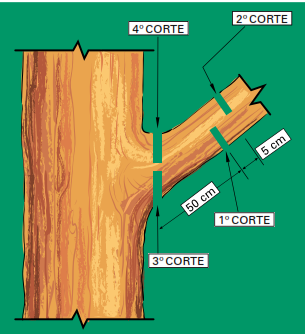 2º CORTE
4º CORTE
5 cm
50 cm
1º CORTE
3º CORTE